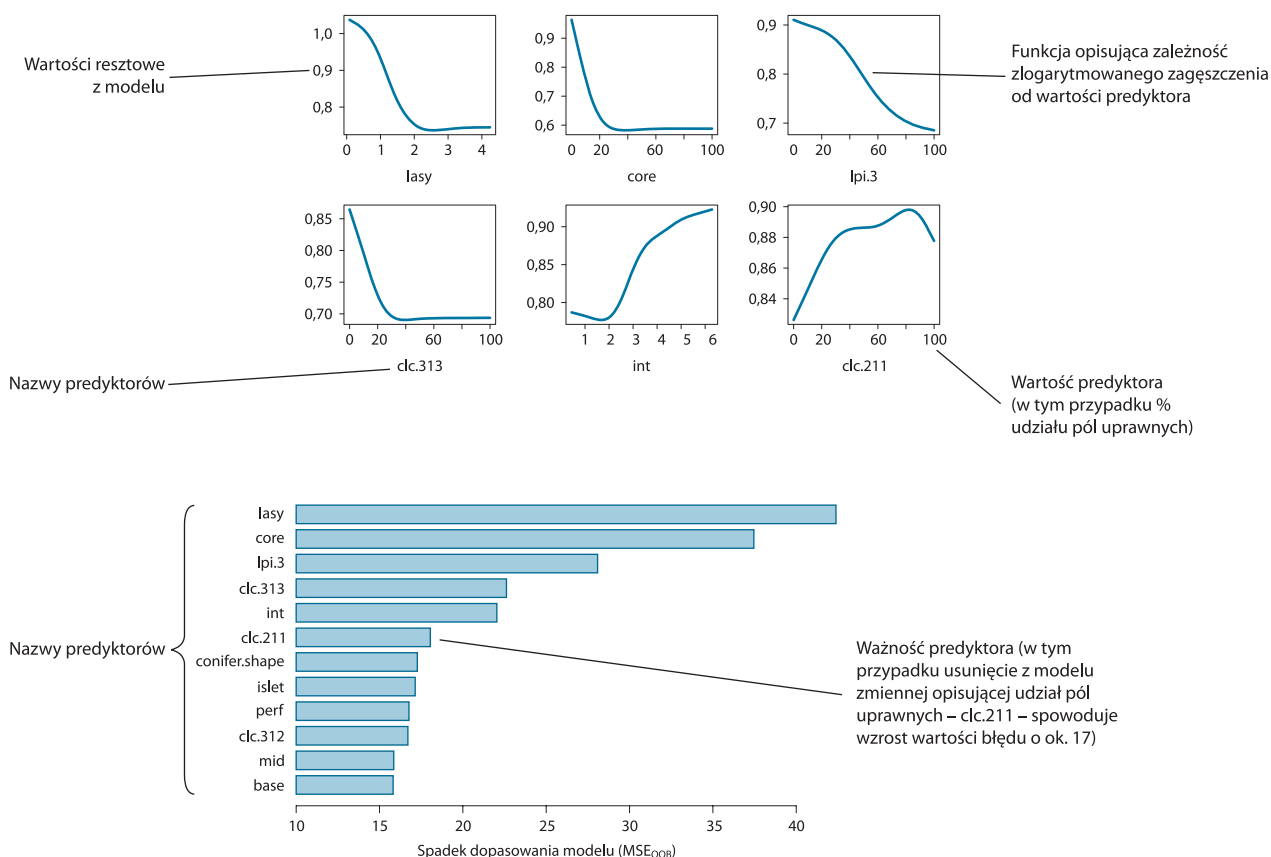 Wartości resztowe
z modelu
1,0
0,9
0,8
0 1 2 3 4
lasy
0,9
0,8
0,7
0,6
0 20 60 100
core
0,9
0,8
0,7
0 20 60 100
lpi.3
Funkcja opisująca zależność
zlogarytmowanego zagęszczenia
od wartości predyktora
0,85
0,80
0,75
0,70
0 20 60 100
clc.313
0,90
0,85
0,80
1 2 3 4 5 6
int
0,90
0,88
0,86
0,84
0 20 60 100
clc.211
Nazwy predyktorów
Wartość predyktora
(w tym przypadku %
udziału pól uprawnych)
Nazwy predyktorów
lasy
core
lpi.3
clc.313
int
clc.211
conifer.shape
islet
perf
clc.312
mid
base
10 15 20 25 30 35 40
Spadek dopasowania modelu (MSEOOB)
Ważność predyktora (w tym
przypadku usunięcie z modelu
zmiennej opisującej udział pól
uprawnych – clc.211 – spowoduje
wzrost wartości błędu o ok. 17)